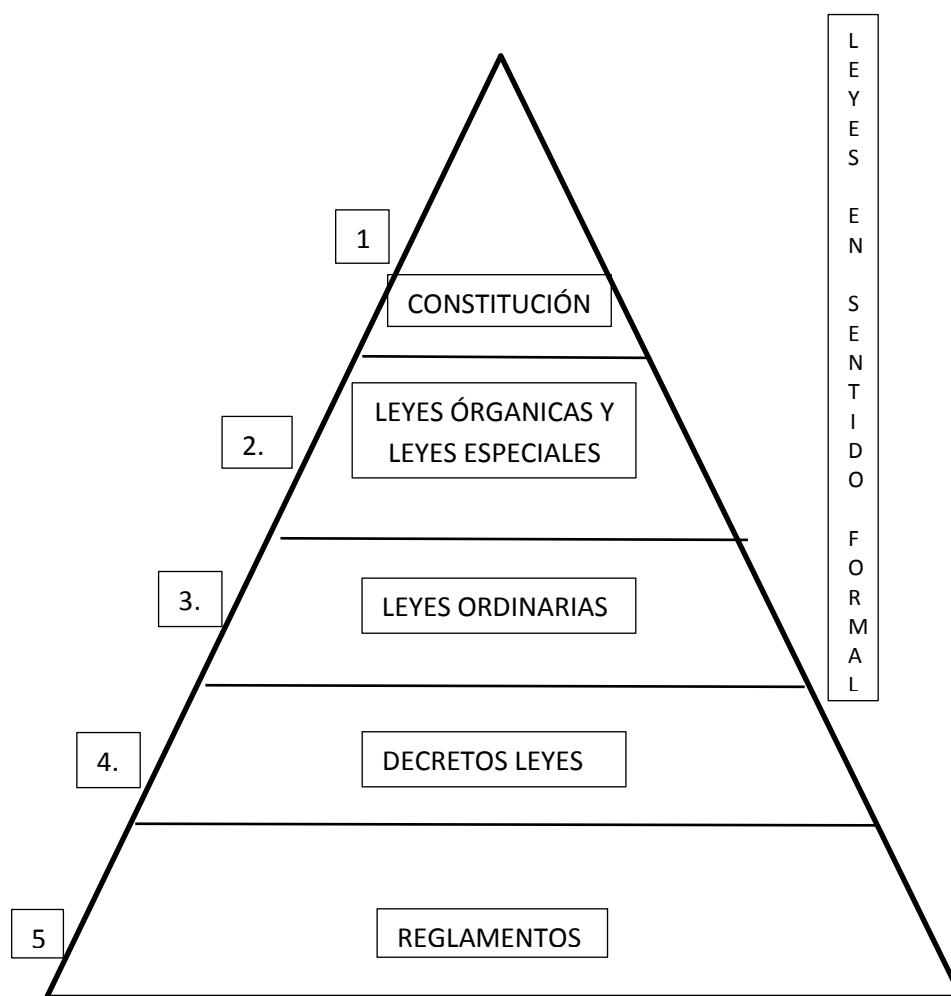 1
CONSTITUCIÓN
2.
LEYES ÓRGANICAS Y
LEYES ESPECIALES
3.
LEYES ORDINARIAS
4.
DECRETOS LEYES
5
REGLAMENTOS
L
E
Y
E
S
E
N
S
E
N
T
I
D
O
F
O
R
M
A
L